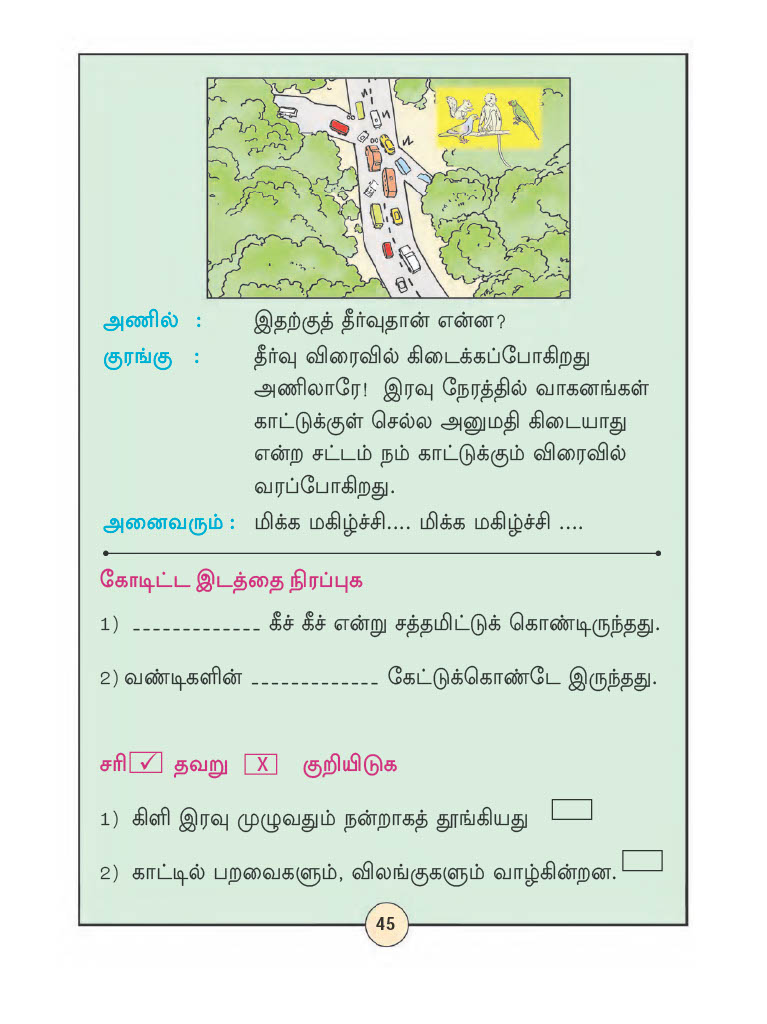 அணில் : இதற்குத் தீர்வுதான் என்ன?
குரங்கு : தீர்வு விரைவில் கிடைக்கப்போகிறது
அணிலாரே! இரவு நேரத்தில் வாகனங்கள்
காட்டுக்குள் செல்ல அனுமதி கிடையாது
என்ற சட்டம் நம் காட்டுக்கும் விரைவில்
வரப்போகிறது.
அனைவரும் : மிக்க மகிழ்ச்சி.... மிக்க மகிழ்ச்சி ....
கோடிட்ட இடத்தை நிரப்புக
1) _____________ கீச் கீச் என்று சத்தமிட்டுக் கொண்டிருந்தது.
2) வண்டிகளின் _____________ கேட்டுக்கொண்டே இருந்தது.
சரி ✓ தவறு X குறியிடுக
1) கிளி இரவு முழுவதும் நன்றாகத் தூங்கியது
2) காட்டில் பறவைகளும், விலங்குகளும் வாழ்கின்றன.
45